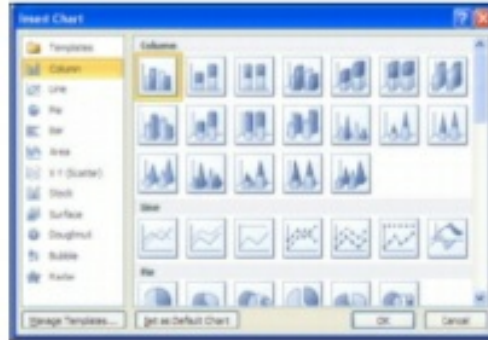 Insert Chart
Templates
Column
Line
Pie
Bar
Area
X Y (Scatter)
Stock
Surface
Doughnut
Bubble
Radar
Column
Line
Pie
Manage Templates...
Set as Default Chart
OK
Cancel